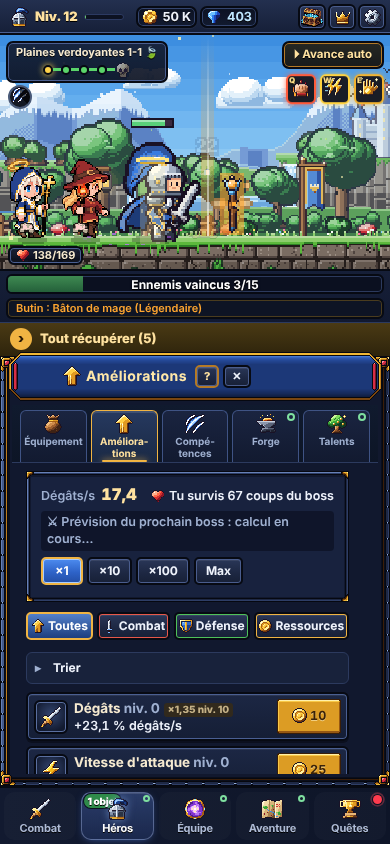 Niv. 12
50 K
403
Plaines verdoyantes 1-1
Avance auto
Q
W
E
22
138/169
Ennemis vaincus 3/15
Butin : Bâton de mage (Légendaire)
Tout récupérer (5)
Améliorations
?
×
Équipement
Améliora-
tions
Compé-
tences
Forge
Talents
Dégâts/s 17,4
Tu survis 67 coups du boss
Prévision du prochain boss : calcul en
cours...
×1
×10
×100
Max
Toutes
Combat
Défense
Ressources
Trier
Dégâts niv. 0 ×1,35 niv. 10
+23,1 % dégâts/s
10
Vitesse d'attaque niv. 0
25
1 obje
Combat
Héros
Équipe
Aventure
Quêtes